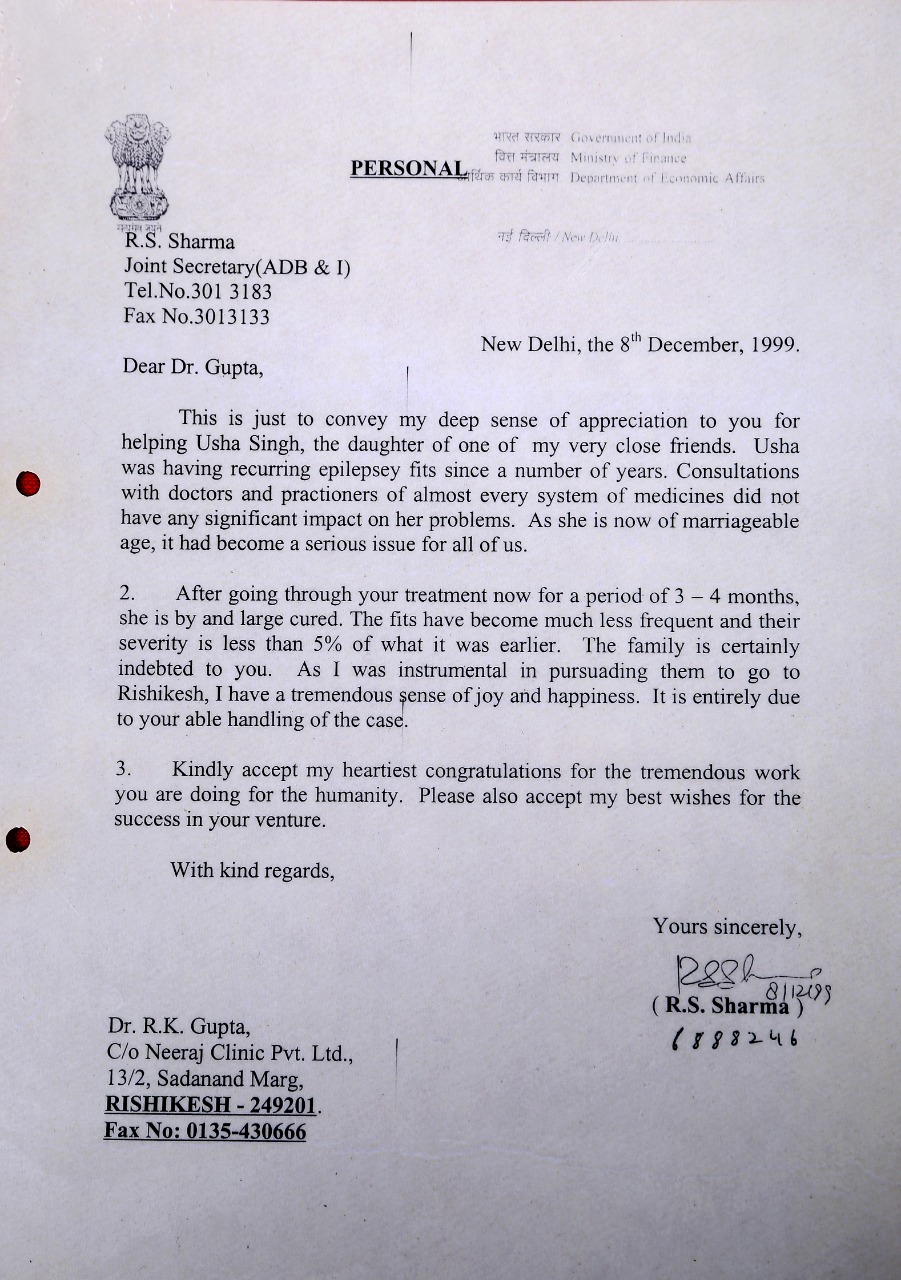 PERSONAL
भारत सरकार Government of India
वित्त मंत्रालय Ministry of Finance
आर्थिक कार्य विभाग Department of Economic Affairs
सत्यमेव जयते
नई दिल्ली / New Delhi
R.S. Sharma
Joint Secretary(ADB & I)
Tel.No.301 3183
Fax No.3013133
New Delhi, the 8th December, 1999.
Dear Dr. Gupta,
This is just to convey my deep sense of appreciation to you for
helping Usha Singh, the daughter of one of my very close friends. Usha
was having recurring epilepsey fits since a number of years. Consultations
with doctors and practioners of almost every system of medicines did not
have any significant impact on her problems. As she is now of marriageable
age, it had become a serious issue for all of us.
2. After going through your treatment now for a period of 3 – 4 months,
she is by and large cured. The fits have become much less frequent and their
severity is less than 5% of what it was earlier. The family is certainly
indebted to you. As I was instrumental in pursuading them to go to
Rishikesh, I have a tremendous sense of joy and happiness. It is entirely due
to your able handling of the case.
3. Kindly accept my heartiest congratulations for the tremendous work
you are doing for the humanity. Please also accept my best wishes for the
success in your venture.
With kind regards,
Yours sincerely,
8/12/99
( R.S. Sharma )
6888246
Dr. R.K. Gupta,
C/o Neeraj Clinic Pvt. Ltd.,
13/2, Sadanand Marg,
RISHIKESH - 249201.
Fax No: 0135-430666